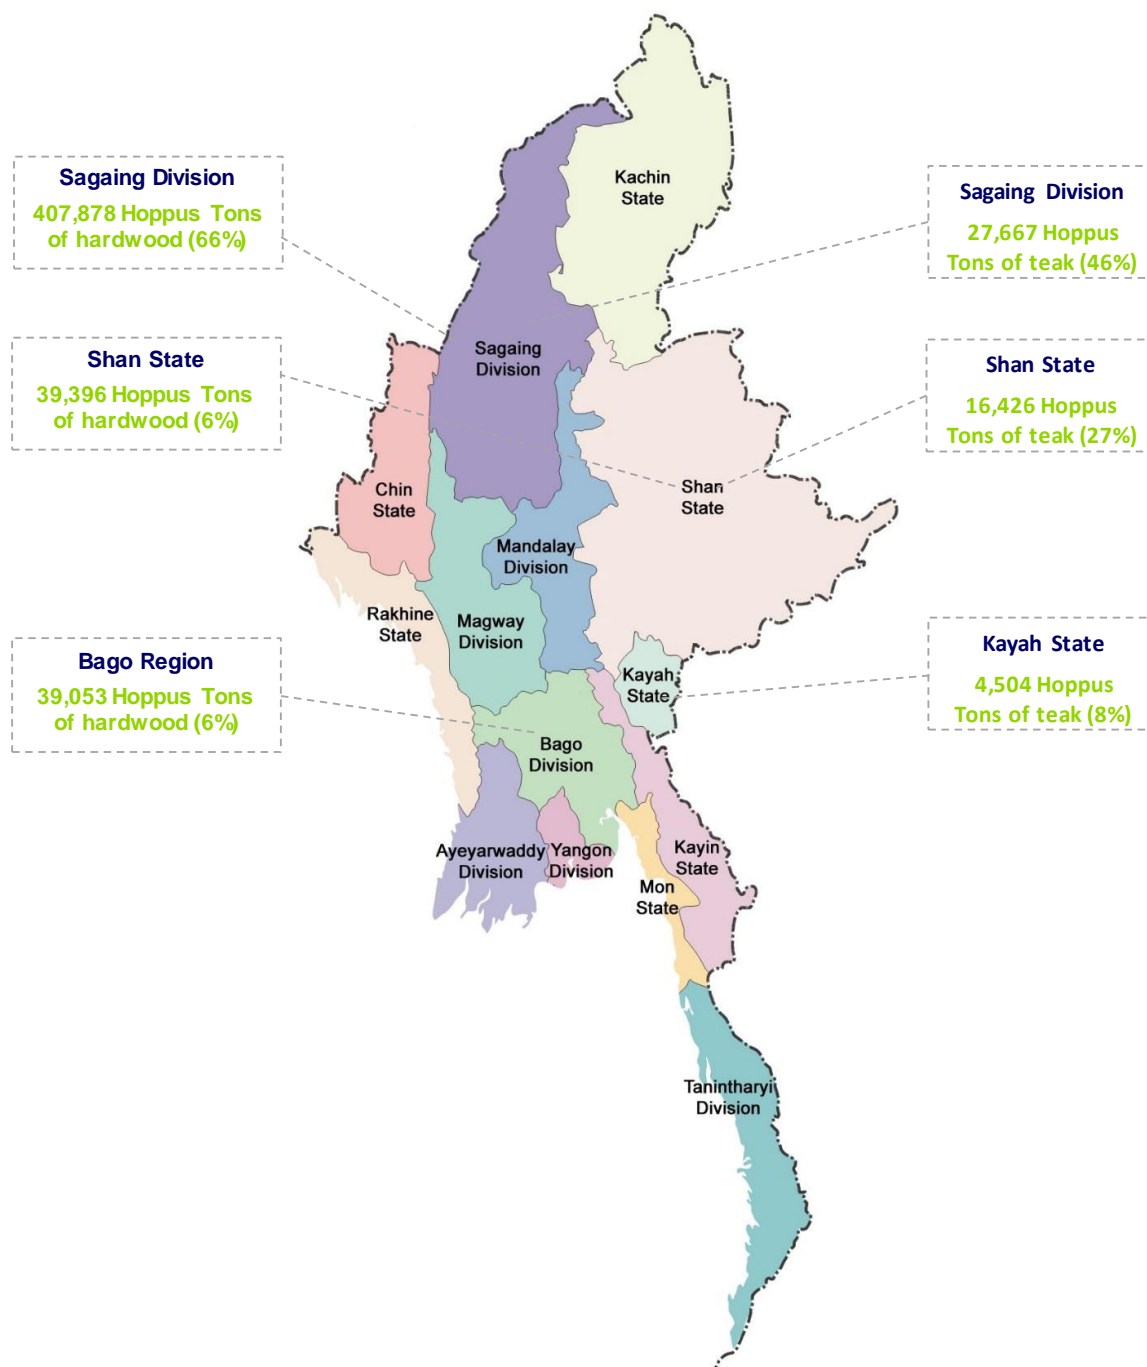 Sagaing Division
407,878 Hoppus Tons
of hardwood (66%)
Shan State
39,396 Hoppus Tons
of hardwood (6%)
Bago Region
39,053 Hoppus Tons
of hardwood (6%)
Kachin
State
Sagaing
Division
Chin
State
Shan
State
Mandalay
Division
Rakhine
State
Magway
Division
Kayah
State
Bago
Division
Ayeyarwaddy
Division
Yangon
Division
Kayin
State
Mon
State
Tanintharyi
Division
Sagaing Division
27,667 Hoppus
Tons of teak (46%)
Shan State
16,426 Hoppus
Tons of teak (27%)
Kayah State
4,504 Hoppus
Tons of teak (8%)